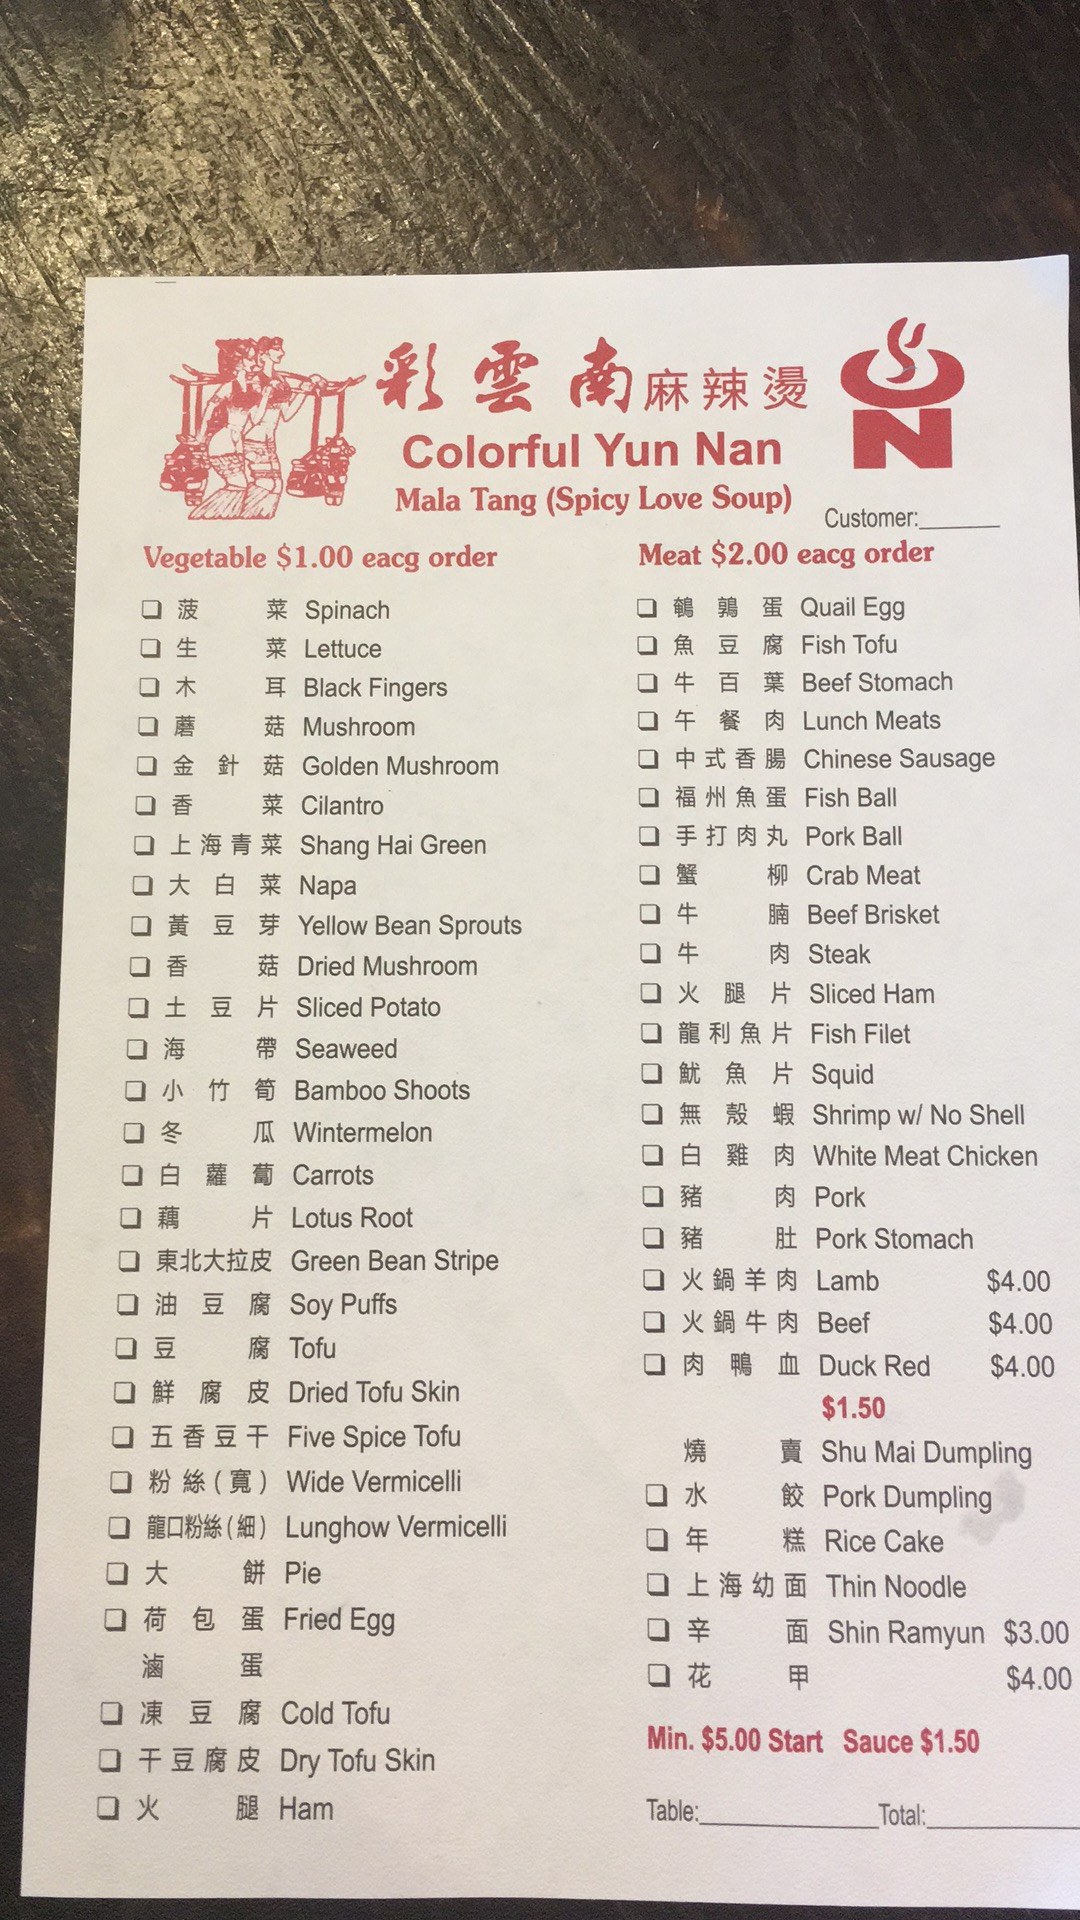 彩雲南麻辣燙
Colorful Yun Nan
Mala Tang (Spicy Love Soup)
N
Customer:________
Vegetable $1.00 eacg order
❏ 菠菜 Spinach
❏ 生菜 Lettuce
❏ 木耳 Black Fingers
❏ 蘑菇 Mushroom
❏ 金針菇 Golden Mushroom
❏ 香菜 Cilantro
❏ 上海青菜 Shang Hai Green
❏ 大白菜 Napa
❏ 黃豆芽 Yellow Bean Sprouts
❏ 香菇 Dried Mushroom
❏ 土豆片 Sliced Potato
❏ 海帶 Seaweed
❏ 小竹筍 Bamboo Shoots
❏ 冬瓜 Wintermelon
❏ 白蘿蔔 Carrots
❏ 藕片 Lotus Root
❏ 東北大拉皮 Green Bean Stripe
❏ 油豆腐 Soy Puffs
❏ 豆腐 Tofu
❏ 鮮腐皮 Dried Tofu Skin
❏ 五香豆干 Five Spice Tofu
❏ 粉絲(寬) Wide Vermicelli
❏ 龍口粉絲(細) Lunghow Vermicelli
❏ 大餅 Pie
❏ 荷包蛋 Fried Egg
滷蛋
❏ 凍豆腐 Cold Tofu
❏ 干豆腐皮 Dry Tofu Skin
❏ 火腿 Ham
Meat $2.00 eacg order
❏ 鵪鶉蛋 Quail Egg
❏ 魚豆腐 Fish Tofu
❏ 牛百葉 Beef Stomach
❏ 午餐肉 Lunch Meats
❏ 中式香腸 Chinese Sausage
❏ 福州魚蛋 Fish Ball
❏ 手打肉丸 Pork Ball
❏ 蟹柳 Crab Meat
❏ 牛腩 Beef Brisket
❏ 牛肉 Steak
❏ 火腿片 Sliced Ham
❏ 龍利魚片 Fish Filet
❏ 魷魚片 Squid
❏ 無殼蝦 Shrimp w/ No Shell
❏ 白雞肉 White Meat Chicken
❏ 豬肉 Pork
❏ 豬肚 Pork Stomach
❏ 火鍋羊肉 Lamb $4.00
❏ 火鍋牛肉 Beef $4.00
❏ 肉鴨血 Duck Red $4.00
$1.50
燒賣 Shu Mai Dumpling
❏ 水餃 Pork Dumpling
❏ 年糕 Rice Cake
❏ 上海幼面 Thin Noodle
❏ 辛面 Shin Ramyun $3.00
❏ 花甲 $4.00
Min. $5.00 Start Sauce $1.50
Table:________________Total:______________